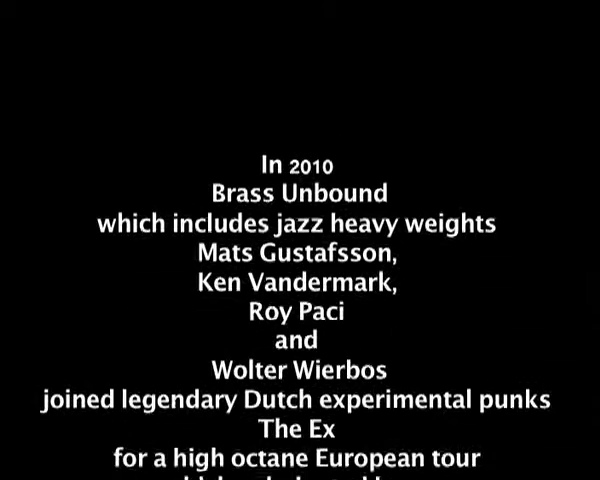 In 2010
Brass Unbound
which includes jazz heavy weights
Mats Gustafsson,
Ken Vandermark,
Roy Paci
and
Wolter Wierbos
joined legendary Dutch experimental punks
The Ex
for a high octane European tour